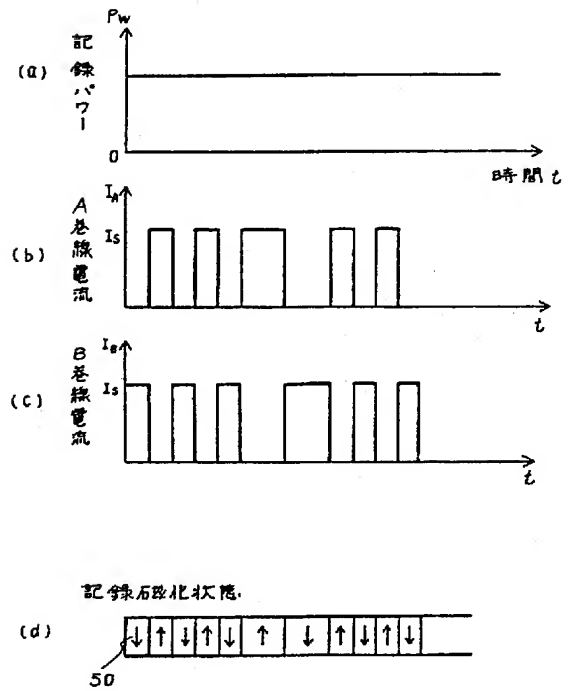 (a)
記録パワー
Pw
0
時間 t
(b)
A巻線電流
IA
Is
t
(c)
B巻線電流
IB
Is
t
記録磁化状態
(d)
↓ ↑ ↓ ↑ ↓ ↑ ↓ ↑ ↓ ↑ ↓
50